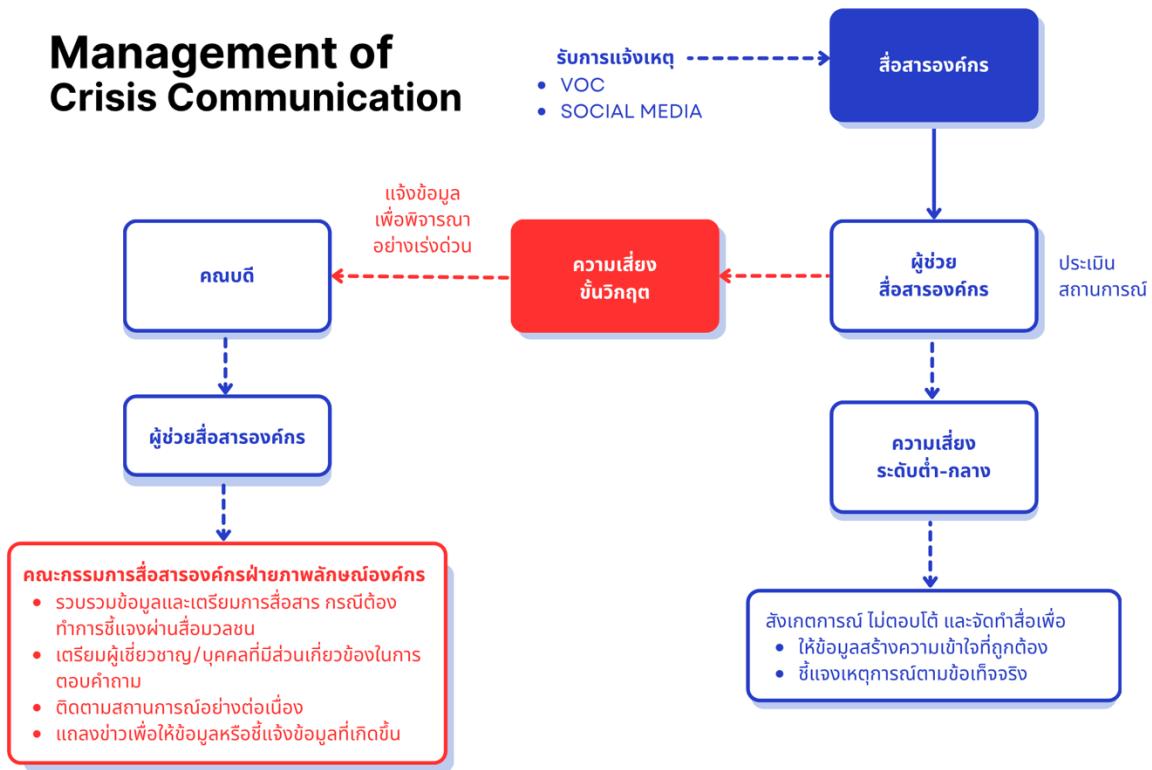 Management of
Crisis Communication
รับการแจ้งเหตุ
• VOC
• SOCIAL MEDIA
สื่อสารองค์กร
แจ้งข้อมูล
เพื่อพิจารณา
อย่างเร่งด่วน
คณบดี
ความเสี่ยง
ขั้นวิกฤต
ผู้ช่วย
สื่อสารองค์กร
ประเมิน
สถานการณ์
ผู้ช่วยสื่อสารองค์กร
ความเสี่ยง
ระดับต่ำ-กลาง
คณะกรรมการสื่อสารองค์กรฝ่ายภาพลักษณ์องค์กร
• รวบรวมข้อมูลและเตรียมการสื่อสาร กรณีต้อง
ทำการชี้แจงผ่านสื่อมวลชน
• เตรียมผู้เชี่ยวชาญ/บุคคลที่มีส่วนเกี่ยวข้องในการ
ตอบคำถาม
• ติดตามสถานการณ์อย่างต่อเนื่อง
• แถลงข่าวเพื่อให้ข้อมูลหรือชี้แจ้งข้อมูลที่เกิดขึ้น
สังเกตการณ์ ไม่ตอบโต้ และจัดทำสื่อเพื่อ
• ให้ข้อมูลสร้างความเข้าใจที่ถูกต้อง
• ชี้แจงเหตุการณ์ตามข้อเท็จจริง